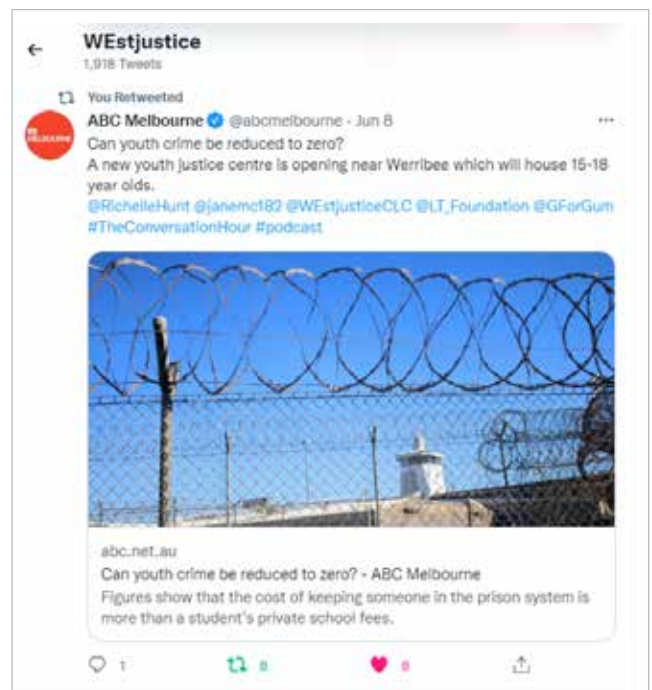 WEstjustice
1,918 Tweets
You Retweeted
ABC Melbourne @abcmelbourne · Jun 8
Can youth crime be reduced to zero?
A new youth justice centre is opening near Werribee which will house 15-18
year olds.
@RichelleHunt @janemc182 @WEstjusticeCLC @LT_Foundation @GForGum
#TheConversationHour #podcast
abc.net.au
Can youth crime be reduced to zero? - ABC Melbourne
Figures show that the cost of keeping someone in the prison system is
more than a student's private school fees.
1 8 8